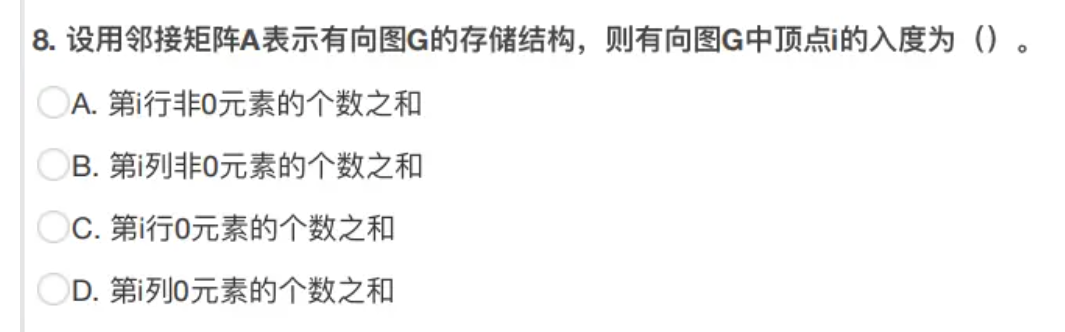 8. 设用邻接矩阵A表示有向图G的存储结构，则有向图G中顶点i的入度为（）。
A. 第i行非0元素的个数之和
B. 第i列非0元素的个数之和
C. 第i行0元素的个数之和
D. 第i列0元素的个数之和